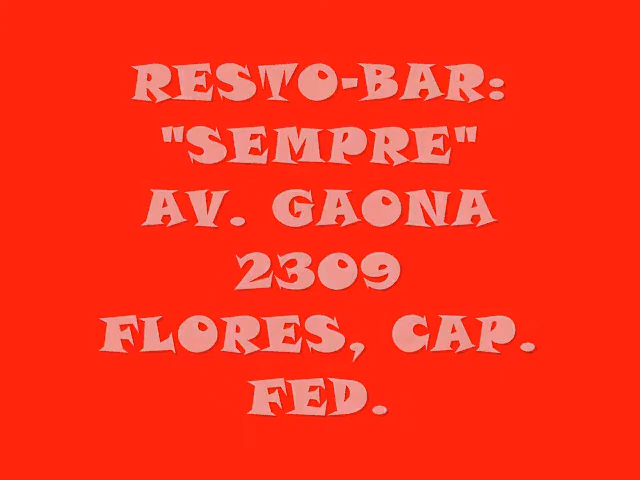 RESTO-BAR:
"SEMPRE"
AV. GAONA
2309
FLORES, CAP.
FED.